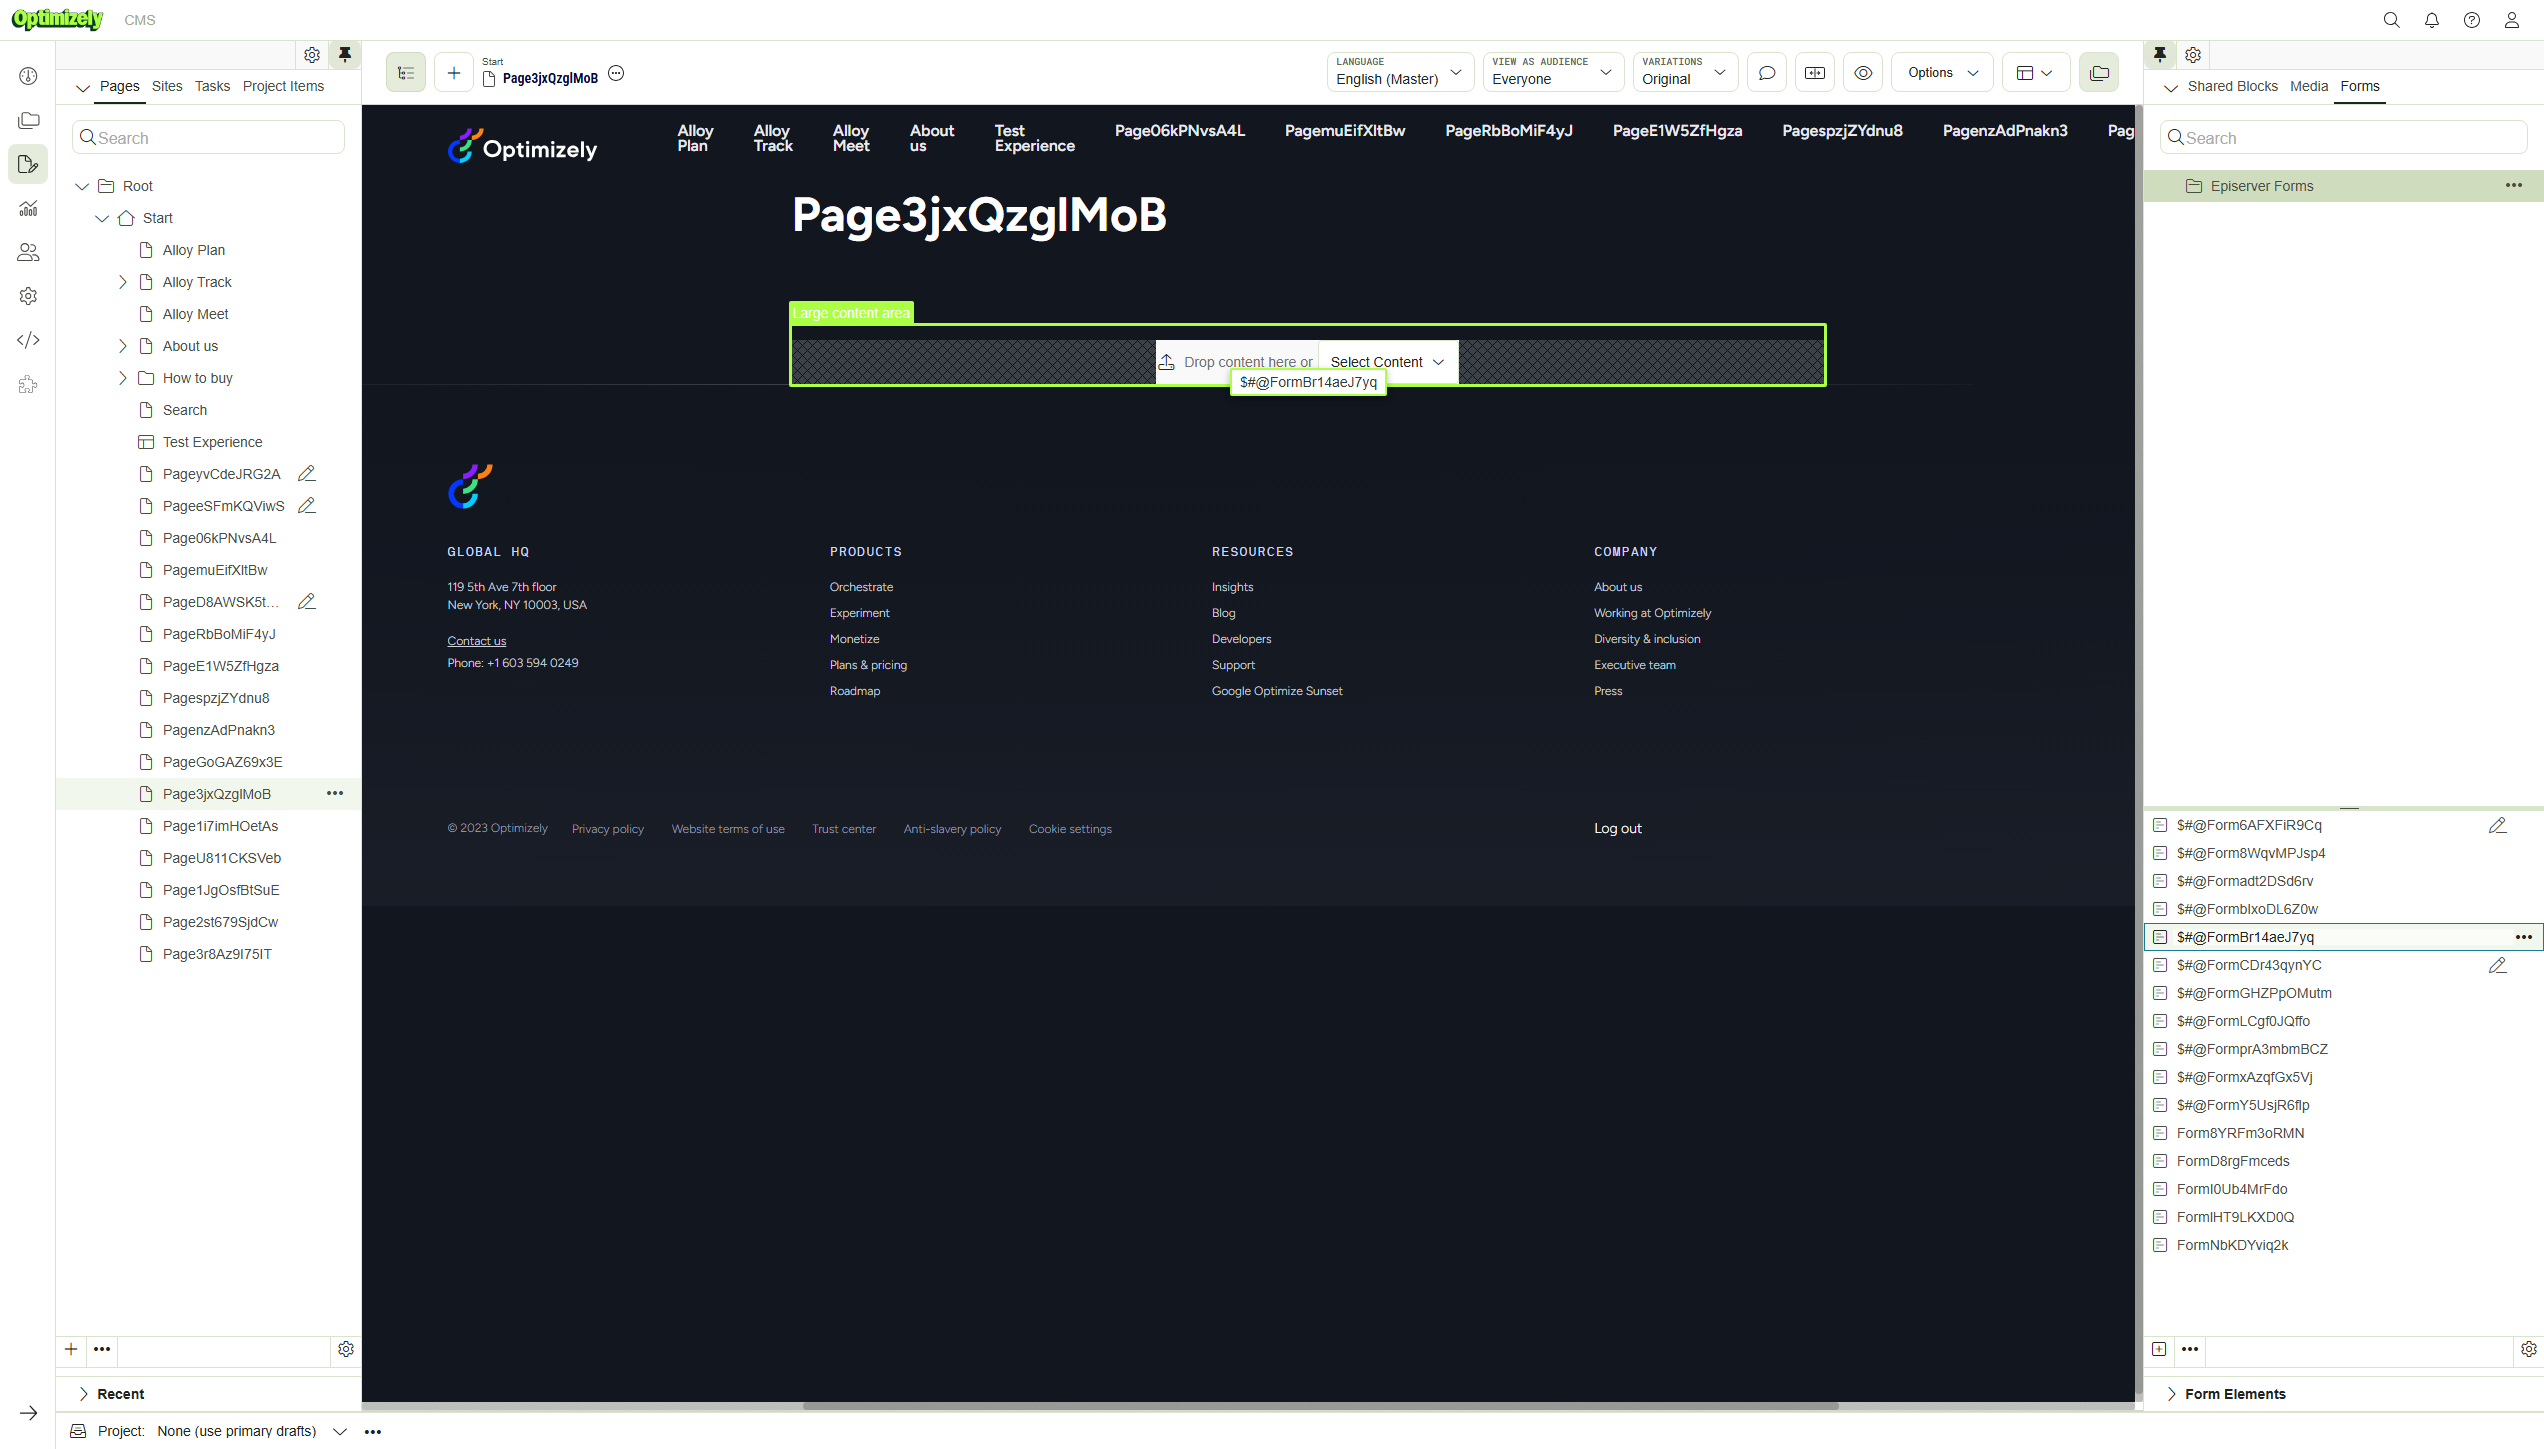 Optimizely CMS
Pages Sites Tasks Project Items
Search
Root
Start
Alloy Plan
Alloy Track
Alloy Meet
About us
How to buy
Search
Test Experience
PageyvCdeJRG2A
PageeSFmKQViwS
Page06kPNvsA4L
PagemuEifXltBw
PageD8AWSK5t...
PageRbBoMiF4yJ
PageE1W5ZfHgza
PagespzjZYdnu8
PagenzAdPnakn3
PageGoGAZ69x3E
Page3jxQzglMoB
Page1i7imHOetAs
PageU811CKSVeb
Page1JgOsfBtSuE
Page2st679SjdCw
Page3r8Az9I75IT
Recent
Project: None (use primary drafts)
Start
Page3jxQzglMoB
LANGUAGE
English (Master)
VIEW AS AUDIENCE
Everyone
VARIATIONS
Original
Options
Optimizely
Alloy Plan
Alloy Track
Alloy Meet
About us
Test Experience
Page06kPNvsA4L
PagemuEifXltBw
PageRbBoMiF4yJ
PageE1W5ZfHgza
PagespzjZYdnu8
PagenzAdPnakn3
Pag
Page3jxQzglMoB
Large content area
Drop content here or Select Content
$#@FormBr14aeJ7yq
GLOBAL HQ
119 5th Ave 7th floor
New York, NY 10003, USA
Contact us
Phone: +1 603 594 0249
PRODUCTS
Orchestrate
Experiment
Monetize
Plans & pricing
Roadmap
RESOURCES
Insights
Blog
Developers
Support
Google Optimize Sunset
COMPANY
About us
Working at Optimizely
Diversity & inclusion
Executive team
Press
© 2023 Optimizely Privacy policy Website terms of use Trust center Anti-slavery policy Cookie settings
Log out
Shared Blocks Media Forms
Search
Episerver Forms
$#@Form6AFXFiR9Cq
$#@Form8WqvMPJsp4
$#@Formadt2DSd6rv
$#@FormbIxoDL6Z0w
$#@FormBr14aeJ7yq
$#@FormCDr43qynYC
$#@FormGHZPpOMutm
$#@FormLCgf0JQffo
$#@FormprA3mbmBCZ
$#@FormxAzqfGx5Vj
$#@FormY5UsjR6flp
Form8YRFm3oRMN
FormD8rgFmceds
FormI0Ub4MrFdo
FormIHT9LKXD0Q
FormNbKDYviq2k
Form Elements